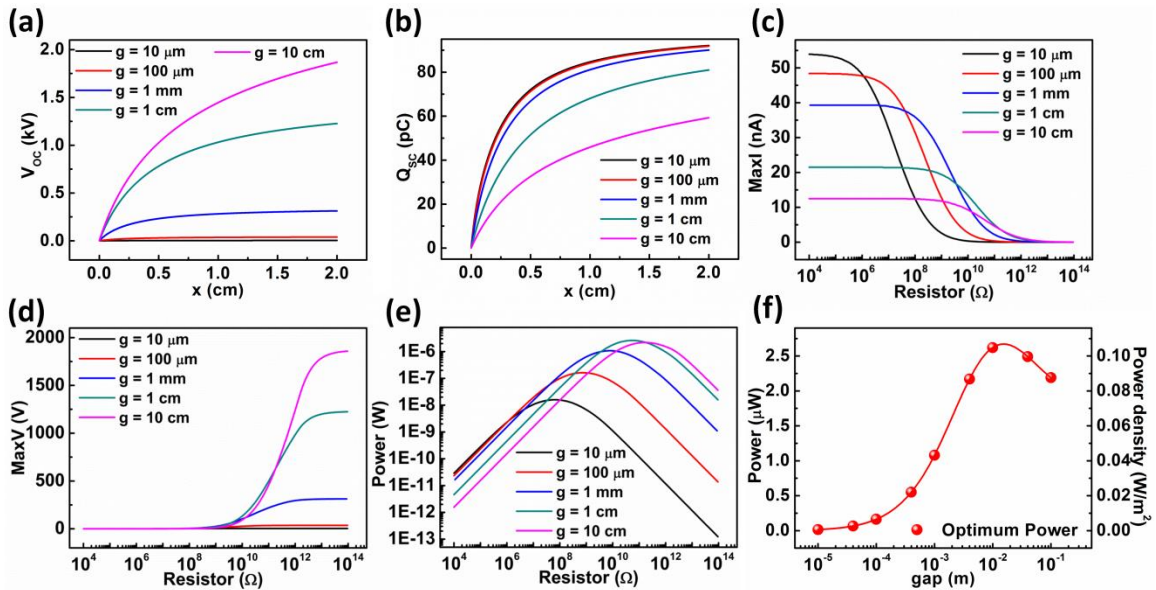 (a)
2.0
1.5
1.0
0.5
0.0
V_OC (kV)
g = 10 μm
g = 10 cm
g = 100 μm
g = 1 mm
g = 1 cm
0.0 0.5 1.0 1.5 2.0
x (cm)
(b)
80
60
40
20
0
Q_SC (pC)
g = 10 μm
g = 100 μm
g = 1 mm
g = 1 cm
g = 10 cm
0.0 0.5 1.0 1.5 2.0
x (cm)
(c)
50
40
30
20
10
0
MaxI (nA)
g = 10 μm
g = 100 μm
g = 1 mm
g = 1 cm
g = 10 cm
10^4 10^6 10^8 10^10 10^12 10^14
Resistor (Ω)
(d)
2000
1750
1500
1250
1000
750
500
250
0
MaxV (V)
g = 10 μm
g = 100 μm
g = 1 mm
g = 1 cm
g = 10 cm
10^4 10^6 10^8 10^10 10^12 10^14
Resistor (Ω)
(e)
1E-6
1E-7
1E-8
1E-9
1E-10
1E-11
1E-12
1E-13
Power (W)
g = 10 μm
g = 100 μm
g = 1 mm
g = 1 cm
g = 10 cm
10^4 10^6 10^8 10^10 10^12 10^14
Resistor (Ω)
(f)
2.5
2.0
1.5
1.0
0.5
0.0
Power (μW)
0.10
0.08
0.06
0.04
0.02
0.00
Power density (W/m²)
Optimum Power
10^-5 10^-4 10^-3 10^-2 10^-1
gap (m)